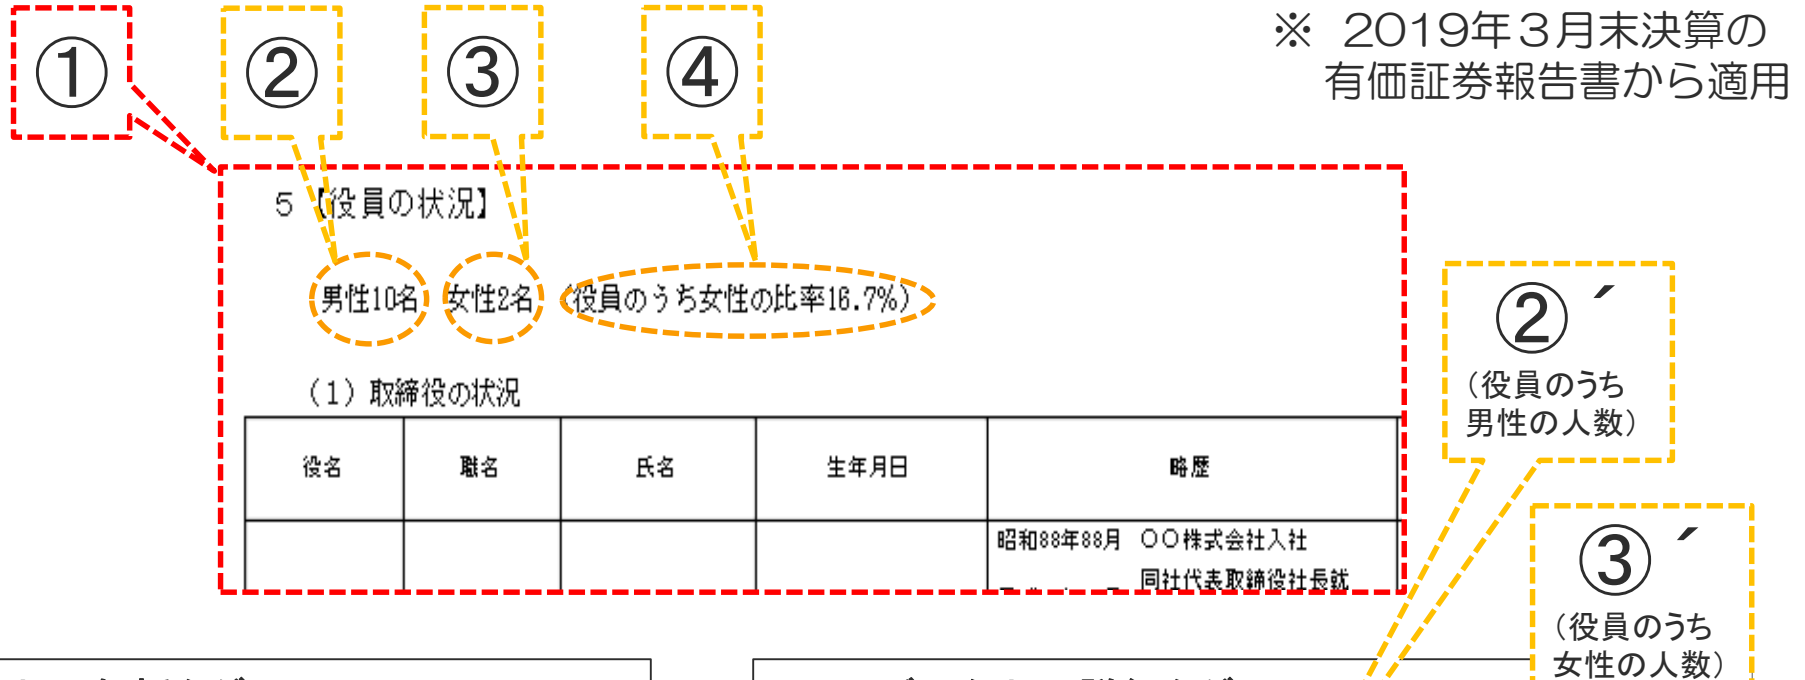 ①
②
③
④
※ 2019年3月末決算の
有価証券報告書から適用
5【役員の状況】
男性10名 女性2名 (役員のうち女性の比率16.7%)
(1)取締役の状況
役名 職名 氏名 生年月日 略歴
昭和88年88月 〇〇株式会社入社
同社代表取締役社長就
②´
(役員のうち
男性の人数)
③´
(役員のうち
女性の人数)